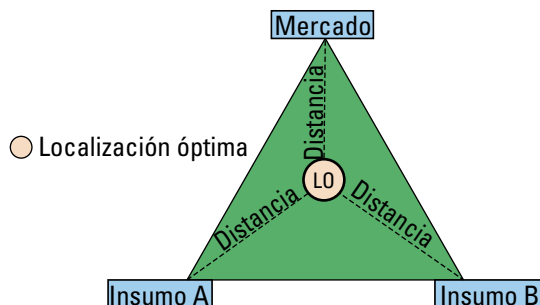 Mercado
Distancia
Localización óptima
LO
Distancia
Distancia
Insumo A
Insumo B